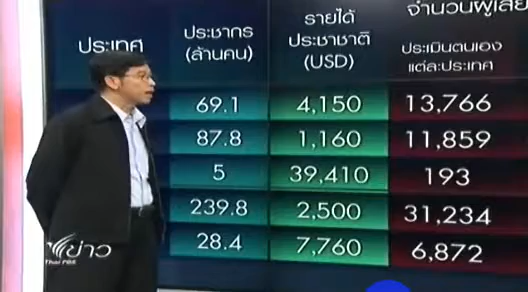 ประเทศ
ประชากร
(ล้านคน)
รายได้
ประชาชาติ
(USD)
จำนวนผู้เสีย
ประเมินตนเอง
แต่ละประเทศ
69.1 4,150 13,766
87.8 1,160 11,859
5 39,410 193
239.8 2,500 31,234
28.4 7,760 6,872
ข่าว
Thai PBS